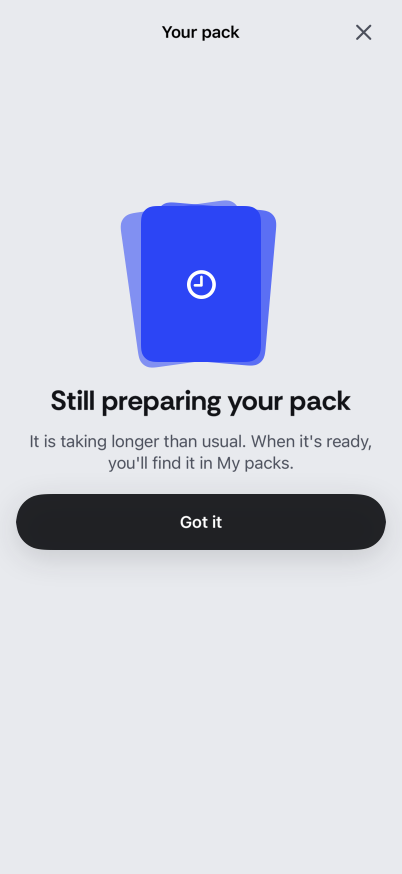 Your pack
Still preparing your pack
It is taking longer than usual. When it's ready,
you'll find it in My packs.
Got it